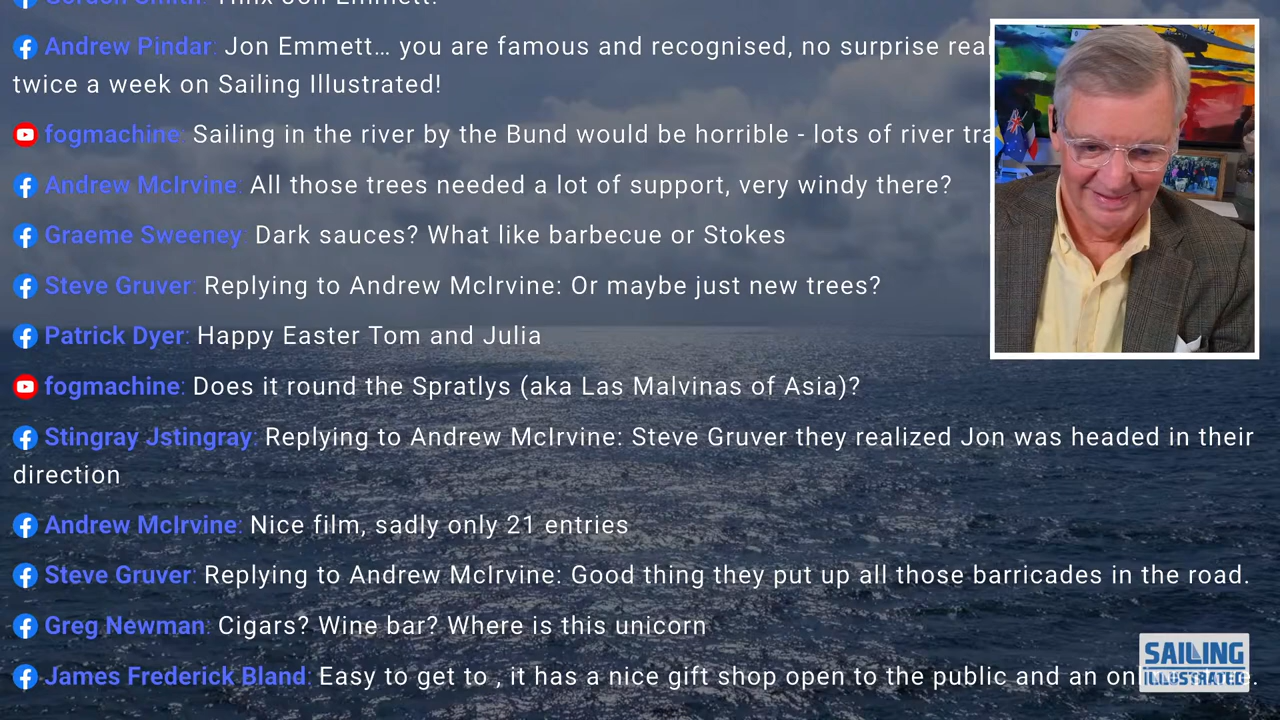 Gordon Smith: Thinx Jon Emmett!
Andrew Pindar: Jon Emmett… you are famous and recognised, no surprise
twice a week on Sailing Illustrated!
fogmachine: Sailing in the river by the Bund would be horrible - lots of river
Andrew McIrvine: All those trees needed a lot of support, very windy there?
Graeme Sweeney: Dark sauces? What like barbecue or Stokes
Steve Gruver: Replying to Andrew McIrvine: Or maybe just new trees?
Patrick Dyer: Happy Easter Tom and Julia
fogmachine: Does it round the Spratlys (aka Las Malvinas of Asia)?
Stingray Jstingray: Replying to Andrew McIrvine: Steve Gruver they realized Jon was headed in their
direction
Andrew McIrvine: Nice film, sadly only 21 entries
Steve Gruver: Replying to Andrew McIrvine: Good thing they put up all those barricades in the road.
Greg Newman: Cigars? Wine bar? Where is this unicorn
James Frederick Bland: Easy to get to , it has a nice gift shop open to the public and an
SAILING
ILLUSTRATED